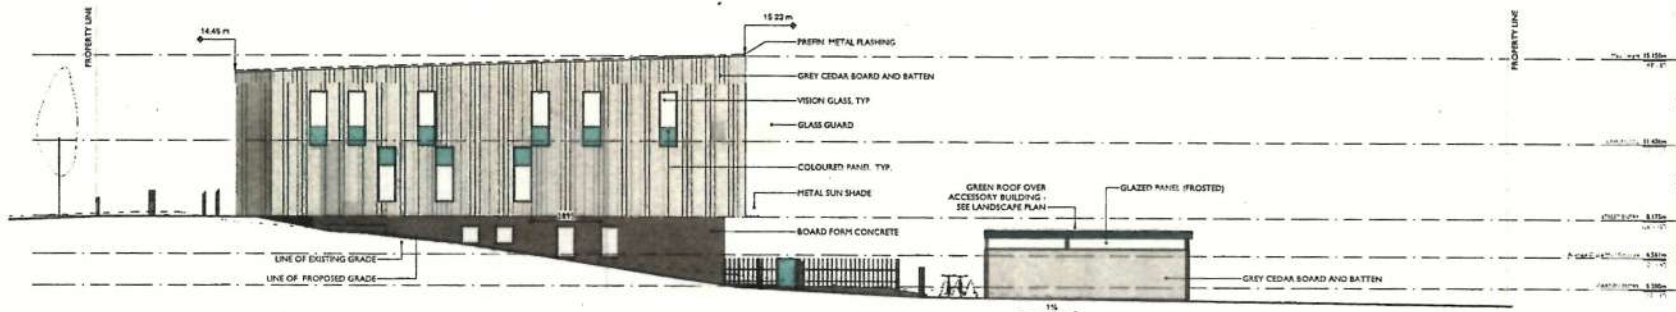 PROPERTY LINE
14.45 m
15.23 m
PREFIN. METAL FLASHING
GREY CEDAR BOARD AND BATTEN
VISION GLASS, TYP
GLASS GUARD
COLOURED PANEL, TYP.
METAL SUN SHADE
BOARD FORM CONCRETE
LINE OF EXISTING GRADE
LINE OF PROPOSED GRADE
GREEN ROOF OVER
ACCESSORY BUILDING -
SEE LANDSCAPE PLAN
GLAZED PANEL (FROSTED)
GREY CEDAR BOARD AND BATTEN
1%
PROPERTY LINE